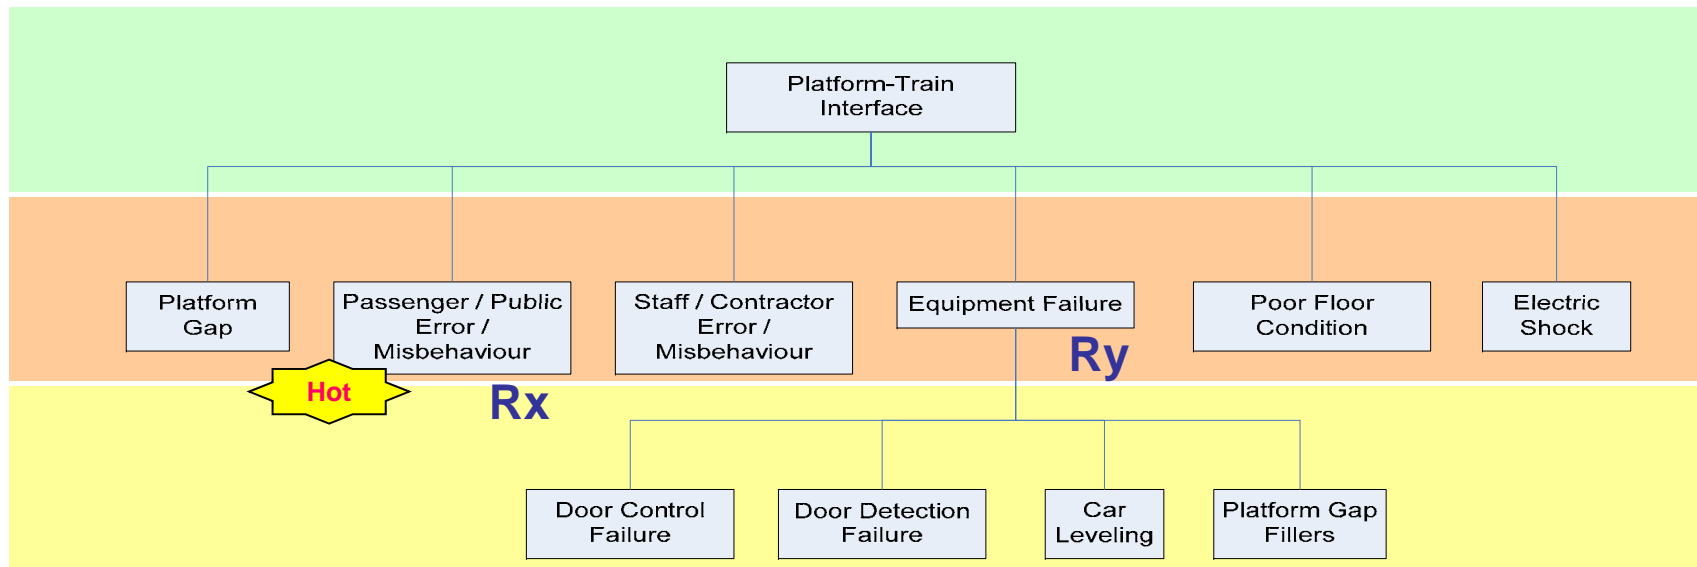 Platform-Train
Interface
Platform
Gap
Passenger / Public
Error /
Misbehaviour
Staff / Contractor
Error /
Misbehaviour
Equipment Failure
Poor Floor
Condition
Electric
Shock
Hot
Rx
Ry
Door Control
Failure
Door Detection
Failure
Car
Leveling
Platform Gap
Fillers